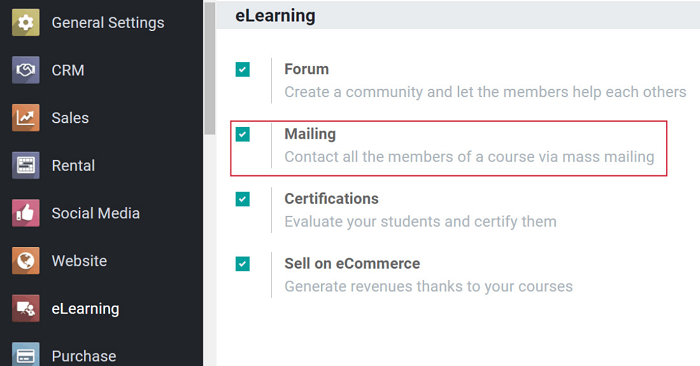 General Settings
CRM
Sales
Rental
Social Media
Website
eLearning
Purchase
eLearning
Forum
Create a community and let the members help each others
Mailing
Contact all the members of a course via mass mailing
Certifications
Evaluate your students and certify them
Sell on eCommerce
Generate revenues thanks to your courses